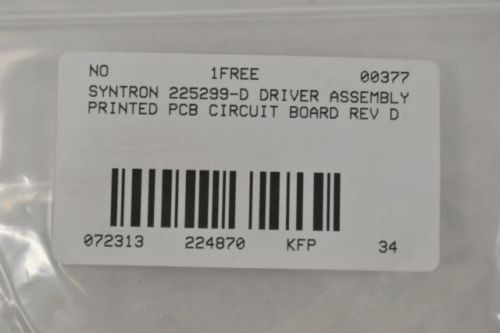 NO 1FREE 00377
SYNTRON 225299-D DRIVER ASSEMBLY
PRINTED PCB CIRCUIT BOARD REV D
072313 224870 KFP 34